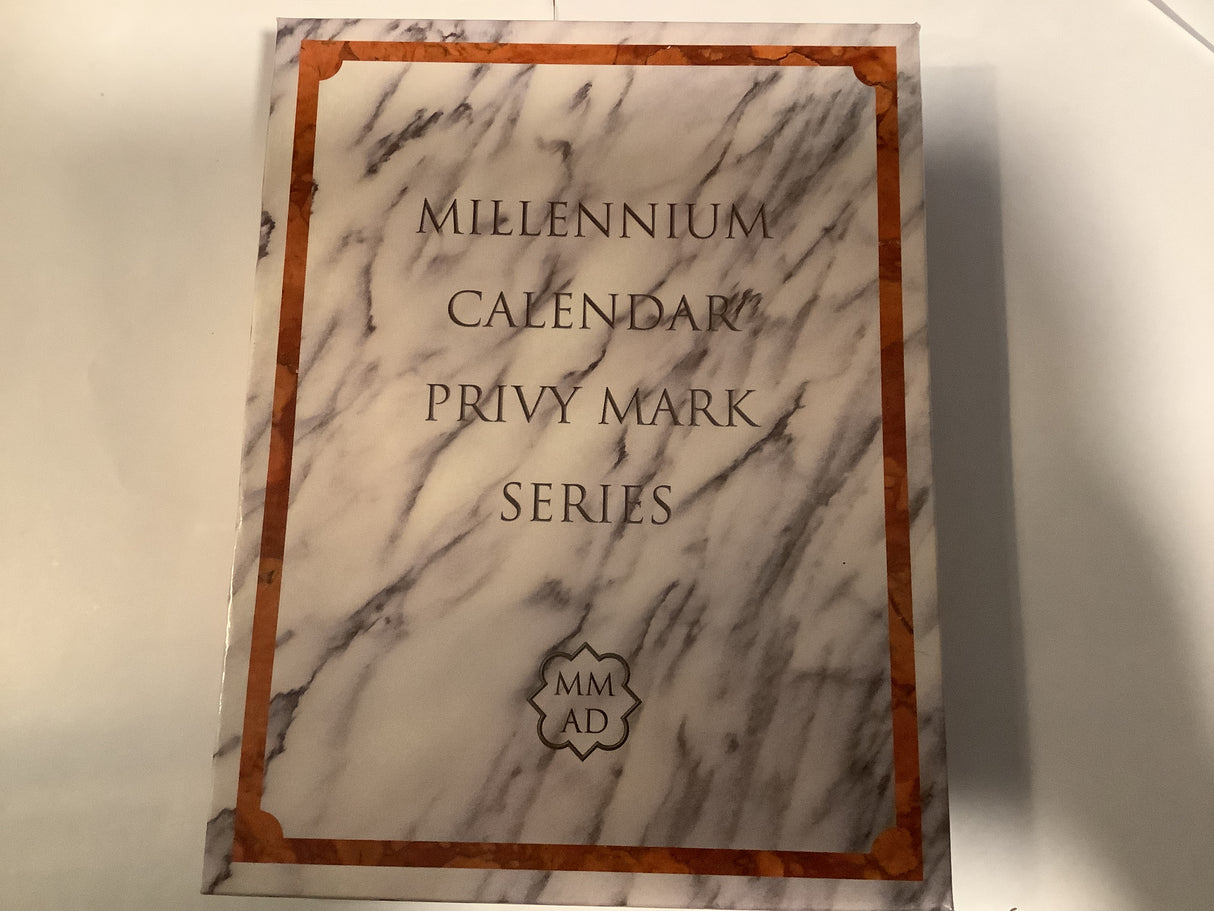 MILLENNIUM
CALENDAR
PRIVY MARK
SERIES
MM
AD